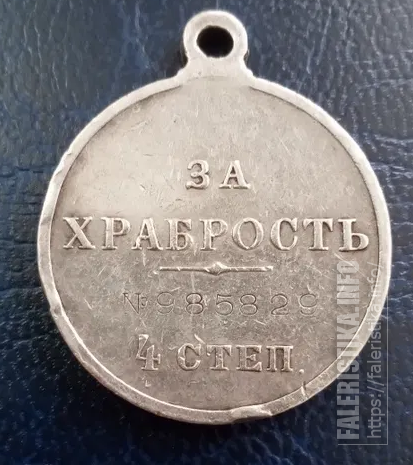 ЗА
ХРАБРОСТЬ
№985829
4 СТЕП.
FALERISTIKA.INFO
https://faleristika.info